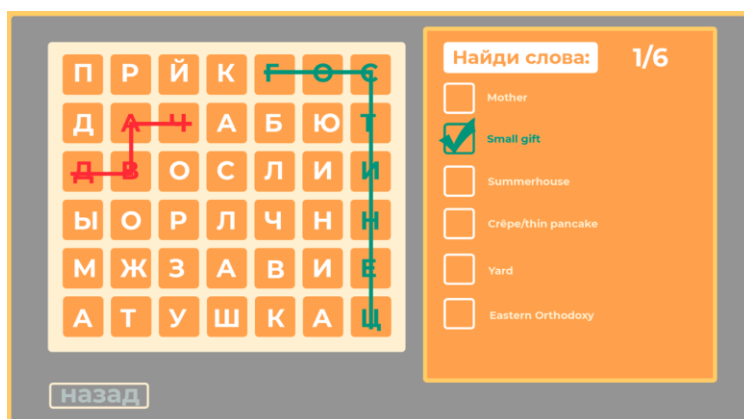 П Р Й К Г О С
Д А Ч А Б Ю Т
Д В О С Л И И
Ы О Р Л Ч Н Н
М Ж З А В И Е
А Т У Ш К А Ц
Найди слова: 1/6
Mother
Small gift
Summerhouse
Crêpe/thin pancake
Yard
Eastern Orthodoxy
назад